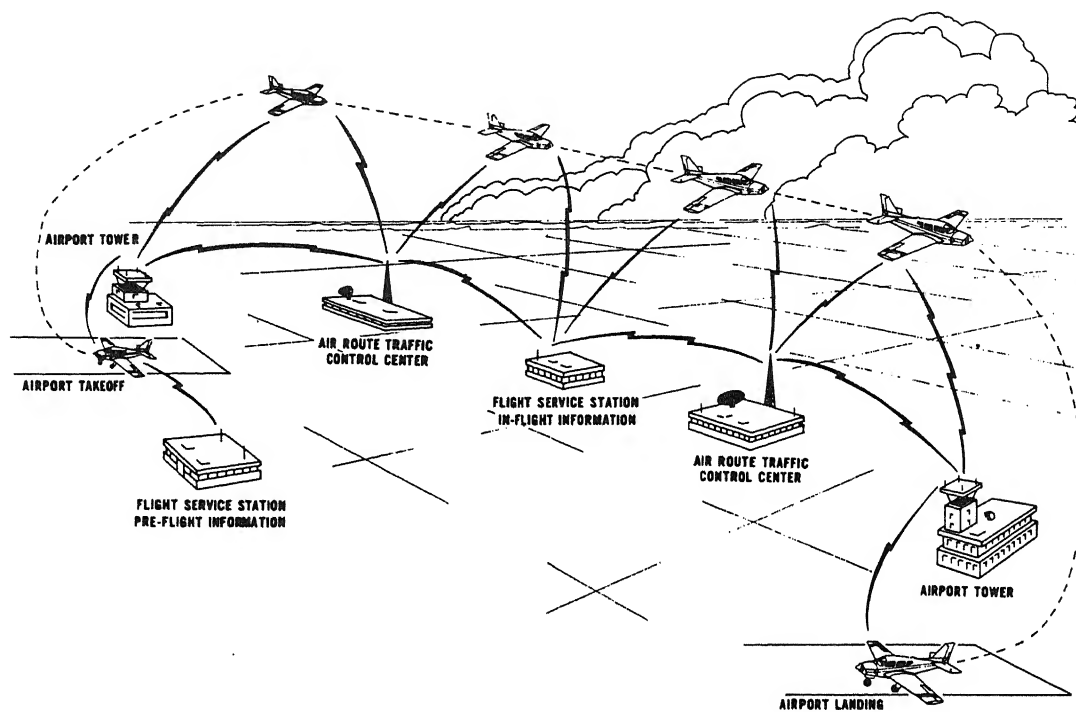 AIRPORT TOWER
AIR ROUTE TRAFFIC
CONTROL CENTER
AIRPORT TAKEOFF
FLIGHT SERVICE STATION
IN-FLIGHT INFORMATION
AIR ROUTE TRAFFIC
CONTROL CENTER
FLIGHT SERVICE STATION
PRE-FLIGHT INFORMATION
AIRPORT TOWER
AIRPORT LANDING